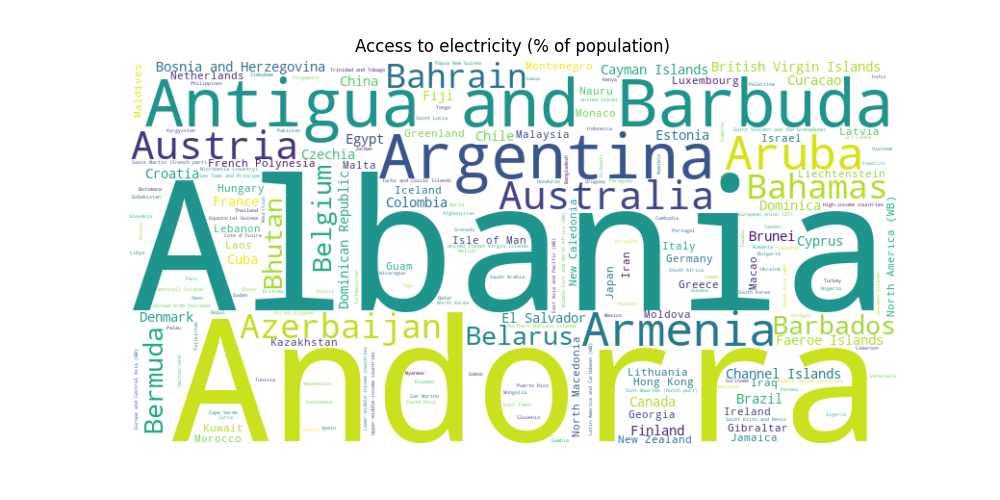 Access to electricity (% of population)
Maldives
Bosnia and Herzegovina
Netherlands
Philippines
Zimbabwe
Singapore
Trinidad and Tobago
China
Bahrain
Papua New Guinea
Samoa
Montenegro
Kenya
Cayman Islands
Luxembourg
British Virgin Islands
Palestine
Curacao
India
Antigua and Barbuda
Fiji
Tonga
Saint Lucia
Nauru
United States
Monaco
Kyrgyzstan
Pakistan
Egypt
Greenland
Chile
Malaysia
Indonesia
Estonia
Saint Vincent and the Grenadines
Israel
Latvia
Vietnam
Austria
Czechia
Jordan
Argentina
Bangladesh
Aruba
Saint Martin (French part)
French Polynesia
Malta
Micronesia (country)
Sao Tome and Principe
Croatia
Turks and Caicos Islands
Honduras
Uruguay
Paraguay
Liechtenstein
Botswana
Uzbekistan
Hungary
France
Thailand
Mauritius
Iceland
Colombia
Australia
Bahamas
Dominica
High-income countries
Slovakia
Norway
Equatorial Guinea
Lebanon
Cote d'Ivoire
Bhutan
Belgium
Dominican Republic
Grenada
Afghanistan
World
Cambodia
European Union (27)
Sweden
Libya
Laos
Cuba
Isle of Man
United States Virgin Islands
Belize
Middle East and North Africa (WB)
New Caledonia
Portugal
Brunei
Romania
Bulgaria
Cyprus
North America (WB)
Albania
Peru
Guam
Nicaragua
Saudi Arabia
East Asia and Pacific (WB)
Japan
Iran
Italy
Germany
South Africa
Greece
Macao
Ukraine
South Korea
Turkey
Nigeria
Marshall Islands
Oman
United Arab Emirates
Ghana
Sudan
Eritrea
Russia
Togo
Qatar
North Korea
Poland
Guyana
Denmark
Nepal
United Kingdom
El Salvador
Mexico
Moldova
Senegal
Palau
Tajikistan
Azerbaijan
Kazakhstan
Belarus
Northern Mariana Islands
Armenia
Barbados
Faeroe Islands
Cameroon
Europe and Central Asia (WB)
Bermuda
Switzerland
Andorra
Tunisia
Seychelles
Guatemala
Lower-middle-income countries
Upper-middle-income countries
Myanmar
Ecuador
San Marino
Costa Rica
Gabon
Puerto Rico
Mongolia
East Timor
Slovenia
North Macedonia
Latin America and Caribbean (WB)
Lithuania
Hong Kong
Sint Maarten (Dutch part)
Canada
Georgia
Finland
New Zealand
Channel Islands
Suriname
Iraq
Panama
Brazil
Ireland
Saint Kitts and Nevis
Gibraltar
Jamaica
Venezuela
Algeria
Cape Verde
Syria
Kuwait
Morocco
Spain
Gambia